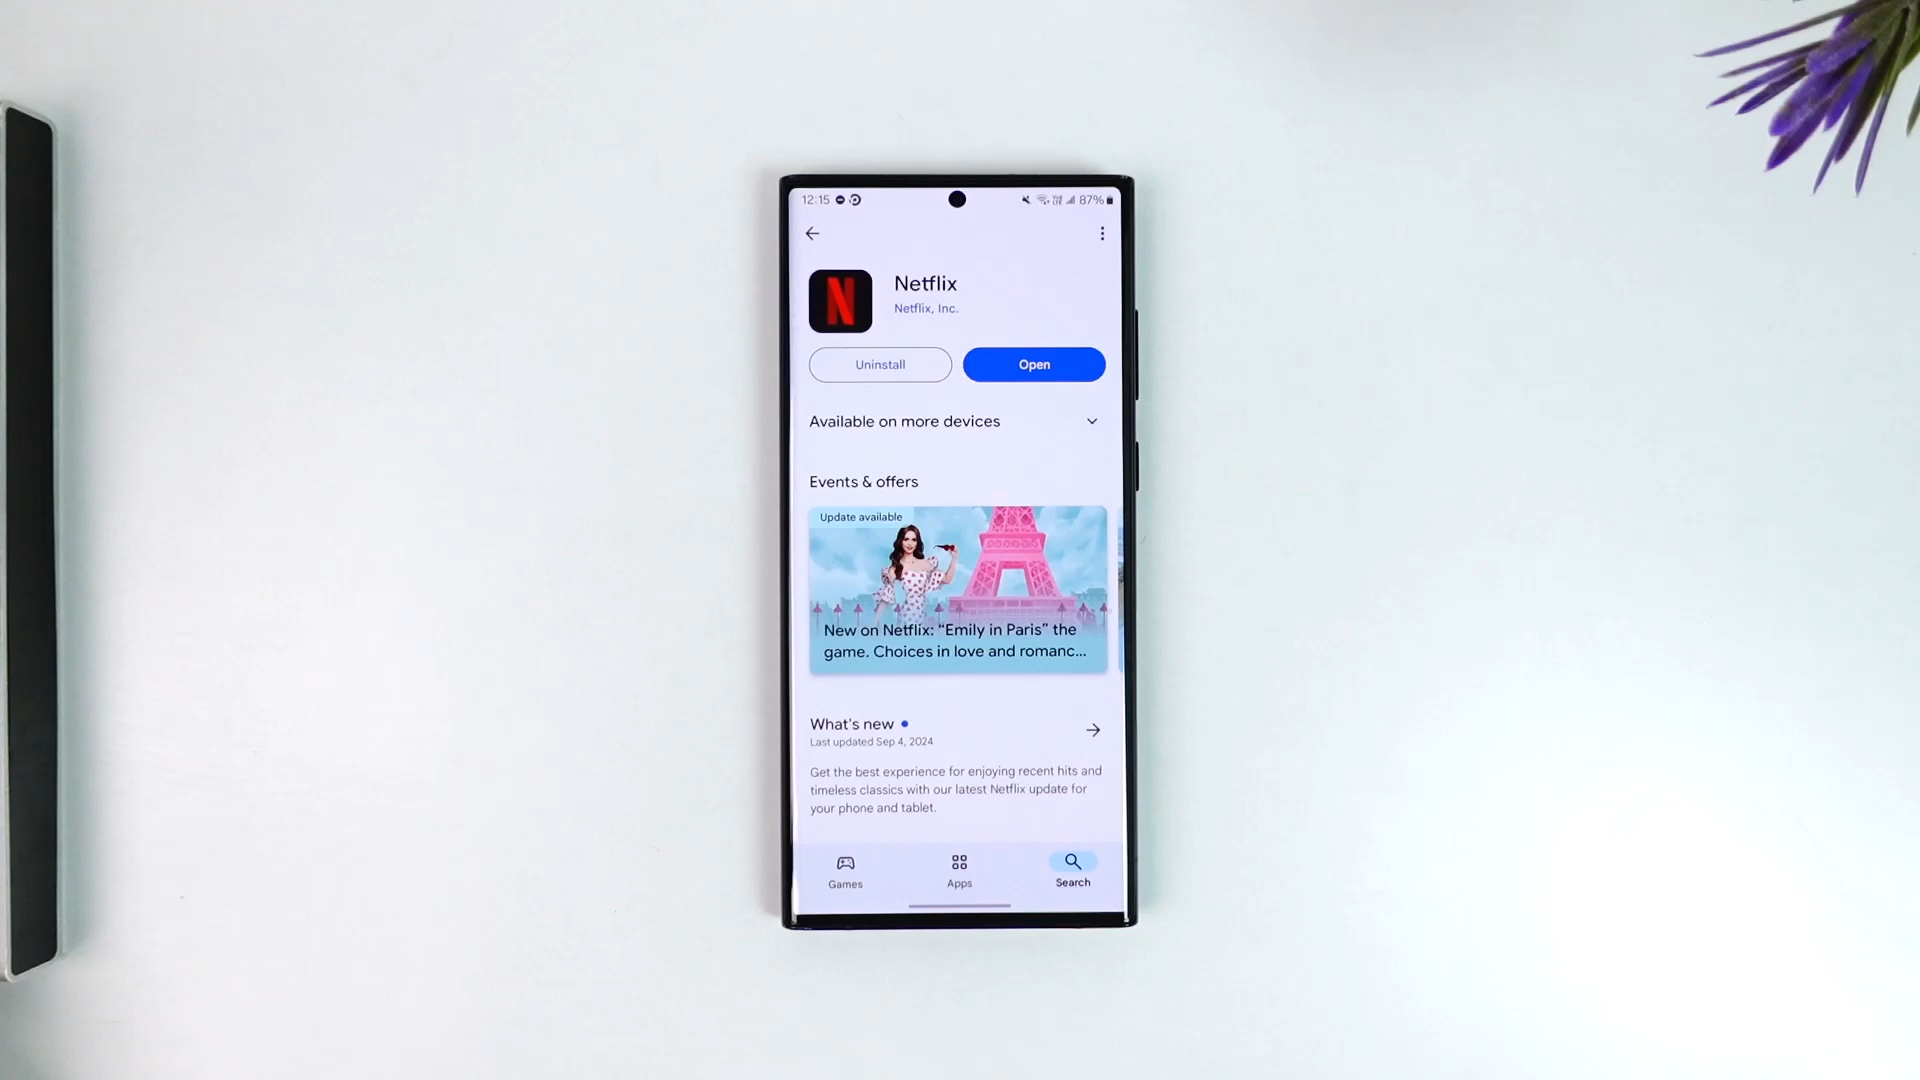 12:15
87%
Netflix
Netflix, Inc.
Uninstall
Open
Available on more devices
Events & offers
Update available
New on Netflix: “Emily in Paris” the
game. Choices in love and romanc...
What's new
Last updated Sep 4, 2024
Get the best experience for enjoying recent hits and
timeless classics with our latest Netflix update for
your phone and tablet.
Games
Apps
Search